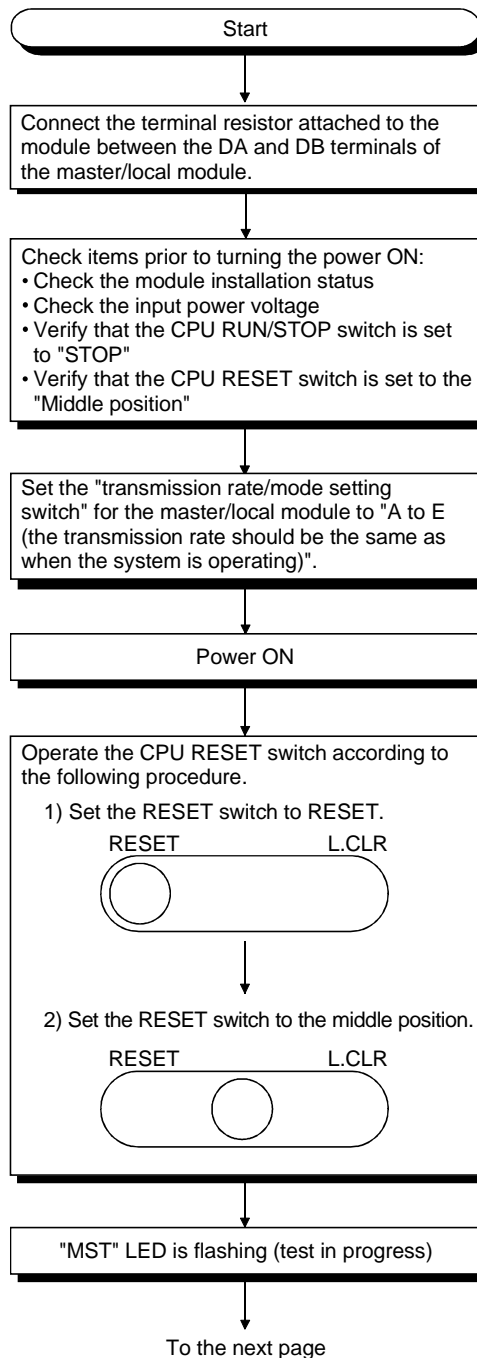 Start
Connect the terminal resistor attached to the
module between the DA and DB terminals of
the master/local module.
Check items prior to turning the power ON:
• Check the module installation status
• Check the input power voltage
• Verify that the CPU RUN/STOP switch is set
to "STOP"
• Verify that the CPU RESET switch is set to the
"Middle position"
Set the "transmission rate/mode setting
switch" for the master/local module to "A to E
(the transmission rate should be the same as
when the system is operating)".
Power ON
Operate the CPU RESET switch according to
the following procedure.
1) Set the RESET switch to RESET.
RESET L.CLR
2) Set the RESET switch to the middle position.
RESET L.CLR
"MST" LED is flashing (test in progress)
To the next page